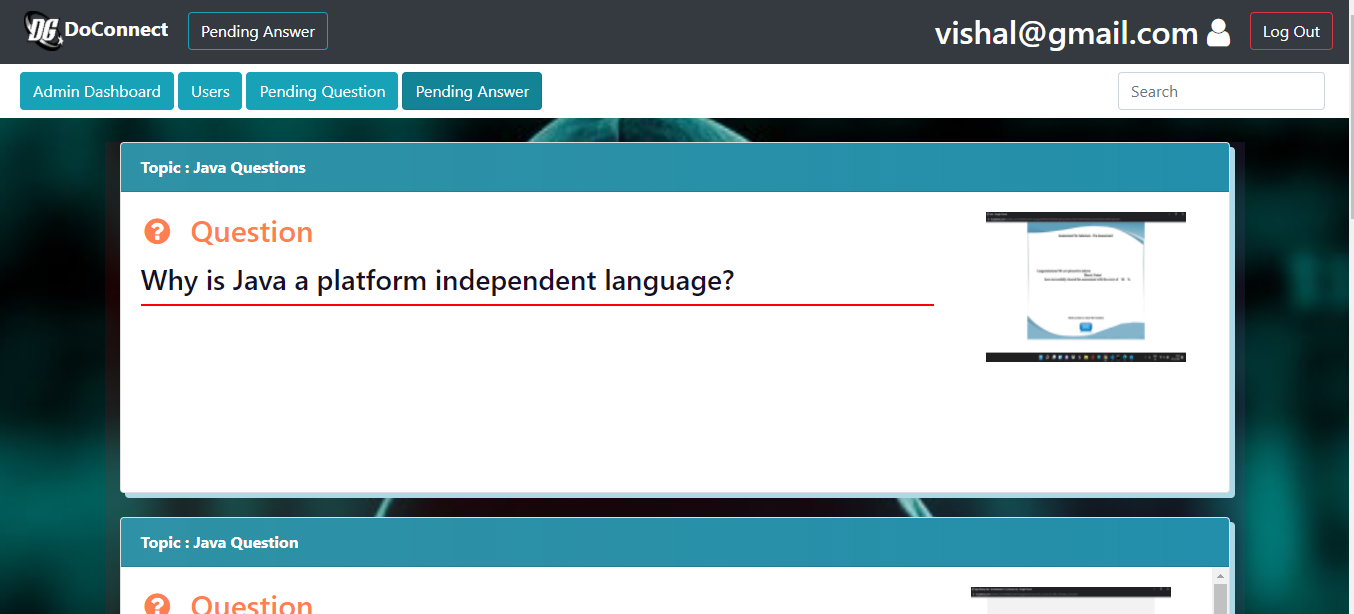 DG DoConnect Pending Answer vishal@gmail.com Log Out
Admin Dashboard Users Pending Question Pending Answer Search
Topic : Java Questions
? Question
Why is Java a platform independent language?
Topic : Java Question
? Question